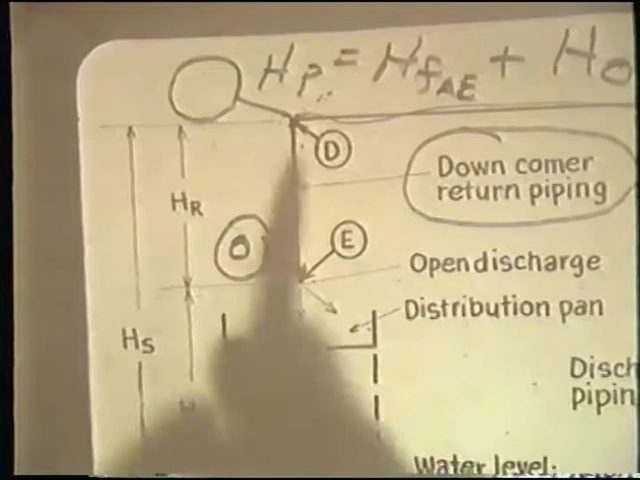 Hp = HfAE + HO
D
Down comer
return piping
HR
O
E
Open discharge
Distribution pan
HS
H
Disch
pipin
Water level: